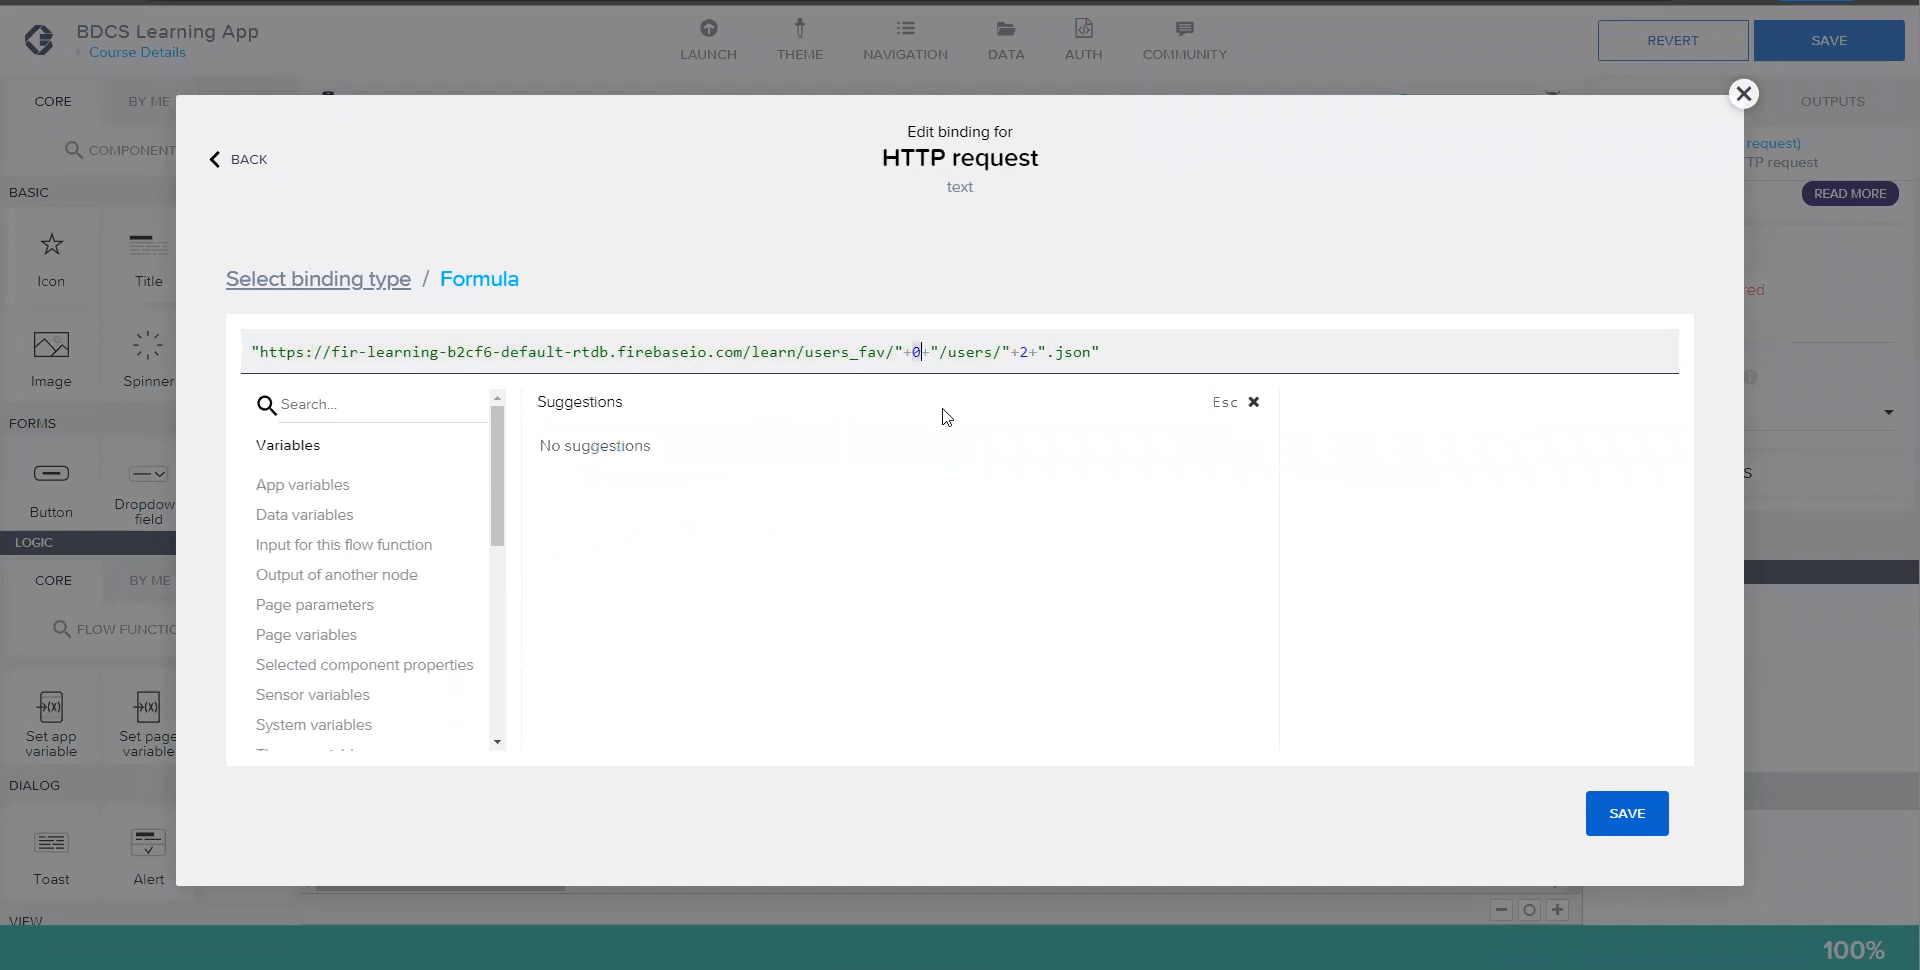 BDCS Learning App
Course Details
LAUNCH
THEME
NAVIGATION
DATA
AUTH
COMMUNITY
REVERT
SAVE
CORE
BY ME
OUTPUTS
COMPONENT
request)
TP request
READ MORE
BASIC
Icon
Title
Image
Spinner
FORMS
Button
Dropdow
field
LOGIC
CORE
BY ME
FLOW FUNCTIO
Set app
variable
Set page
variable
DIALOG
Toast
Alert
VIEW
red
S
BACK
Edit binding for
HTTP request
text
Select binding type / Formula
"https://fir-learning-b2cf6-default-rtdb.firebaseio.com/learn/users_fav/"+0+"/users/"+2+".json"
Search...
Variables
App variables
Data variables
Input for this flow function
Output of another node
Page parameters
Page variables
Selected component properties
Sensor variables
System variables
Suggestions
Esc
No suggestions
SAVE
100%